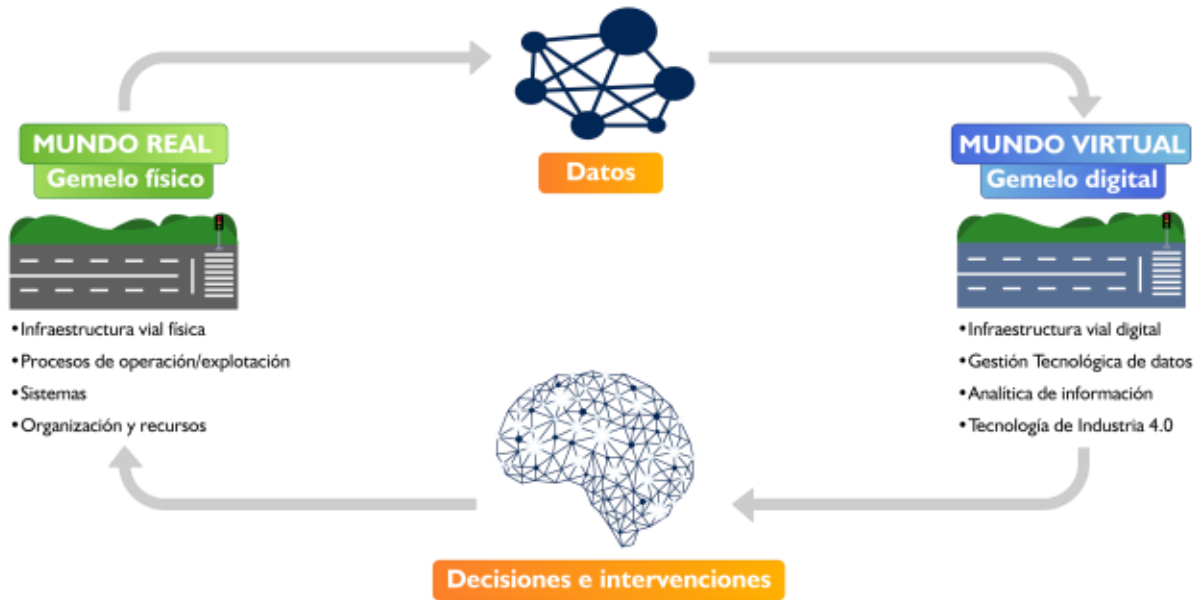 MUNDO REAL
Gemelo físico
• Infraestructura vial física
• Procesos de operación/explotación
• Sistemas
• Organización y recursos
Datos
MUNDO VIRTUAL
Gemelo digital
• Infraestructura vial digital
• Gestión Tecnológica de datos
• Analítica de información
• Tecnología de Industria 4.0
Decisiones e intervenciones